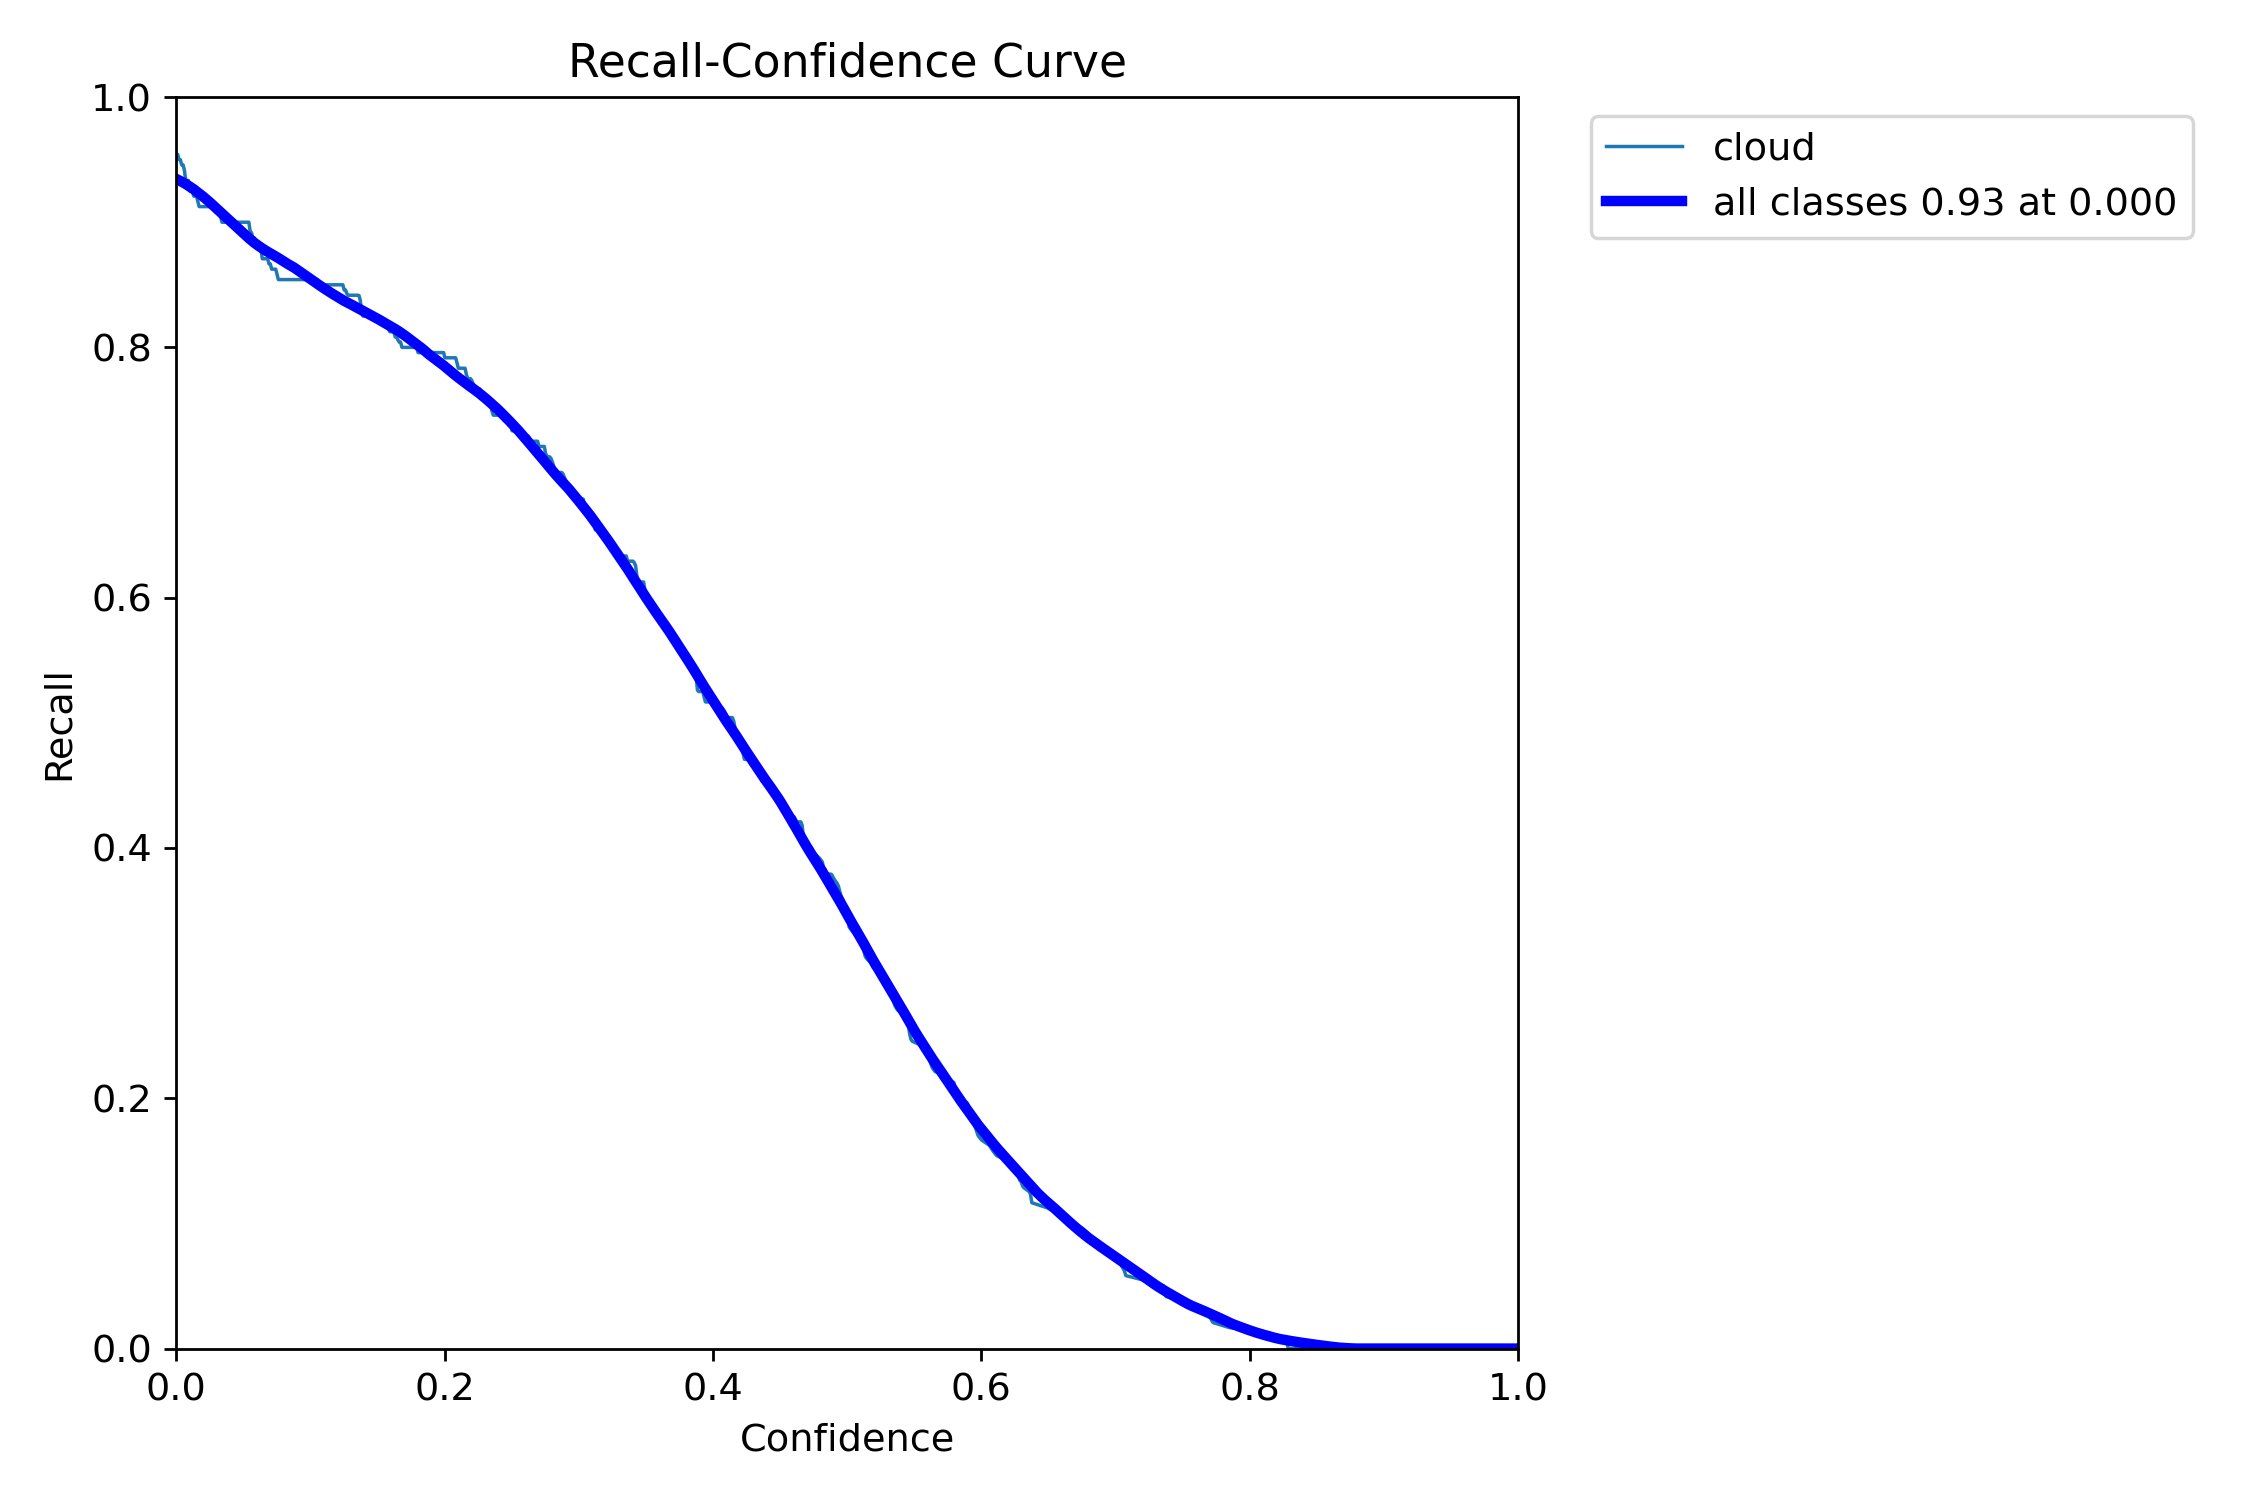 Recall-Confidence Curve
1.0
0.8
0.6
0.4
0.2
0.0
Recall
0.0 0.2 0.4 0.6 0.8 1.0
Confidence
cloud
all classes 0.93 at 0.000